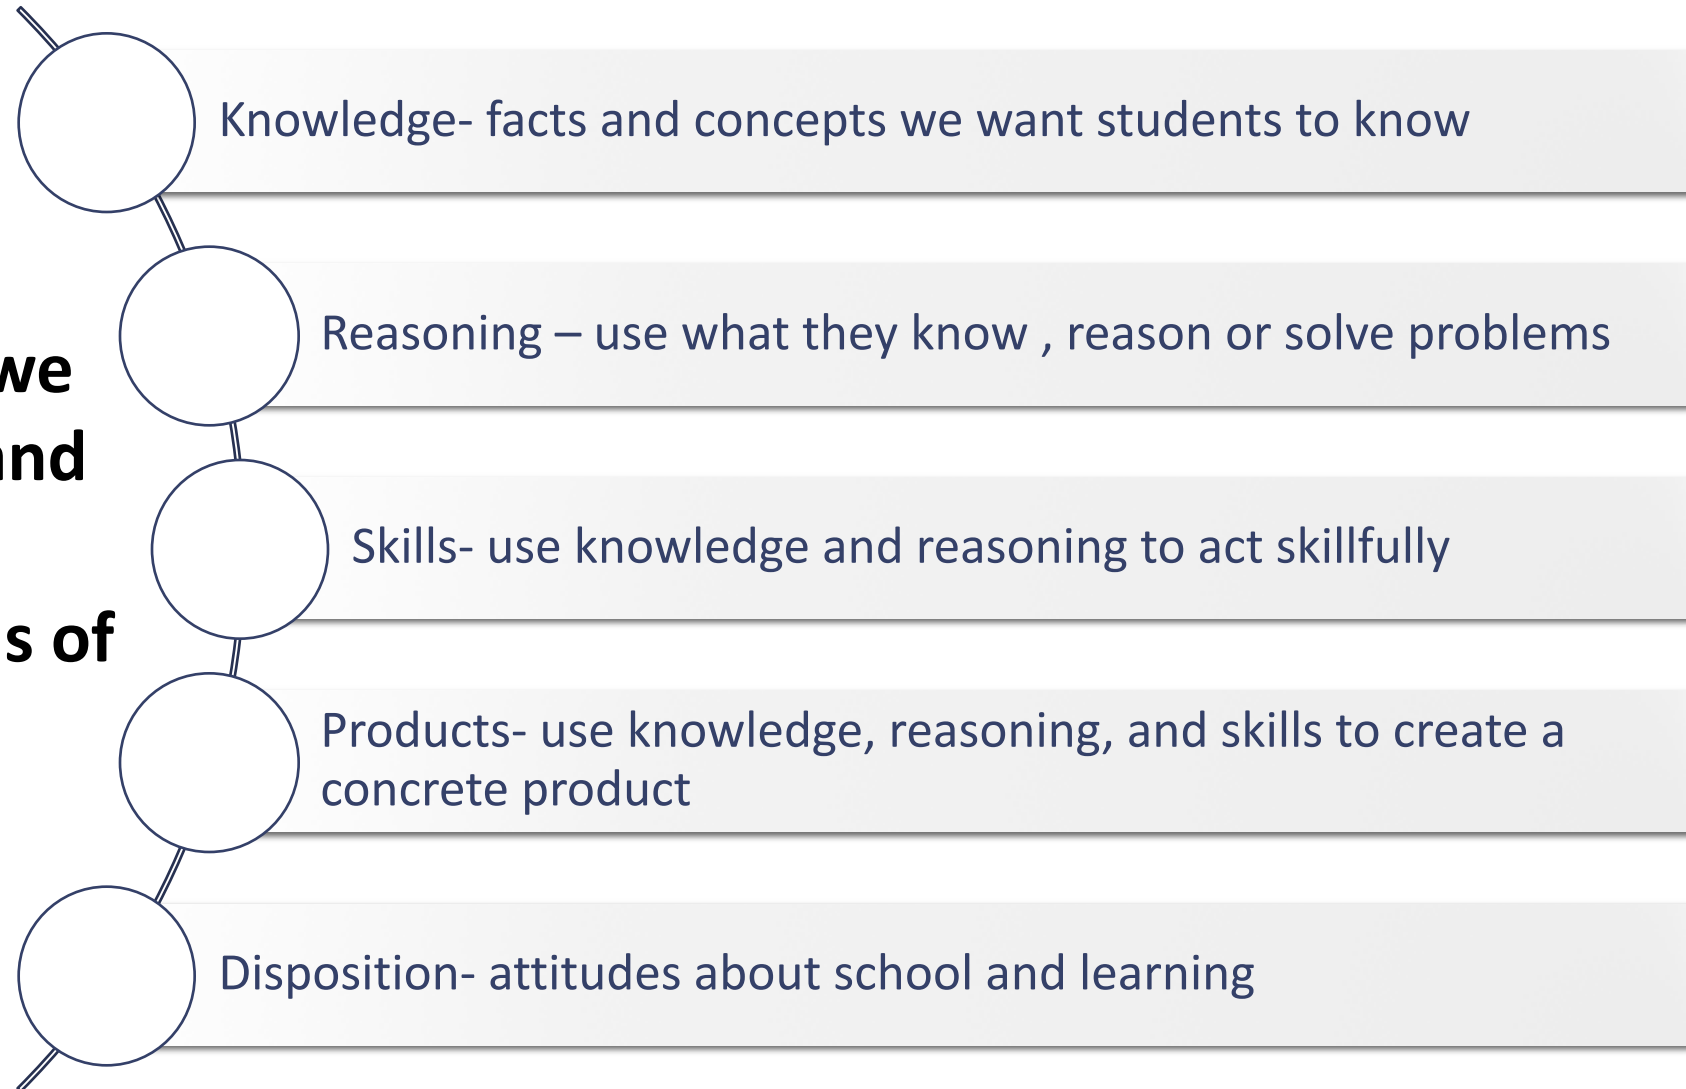 Knowledge- facts and concepts we want students to know
Reasoning – use what they know , reason or solve problems
we
and
Skills- use knowledge and reasoning to act skillfully
s of
Products- use knowledge, reasoning, and skills to create a
concrete product
Disposition- attitudes about school and learning